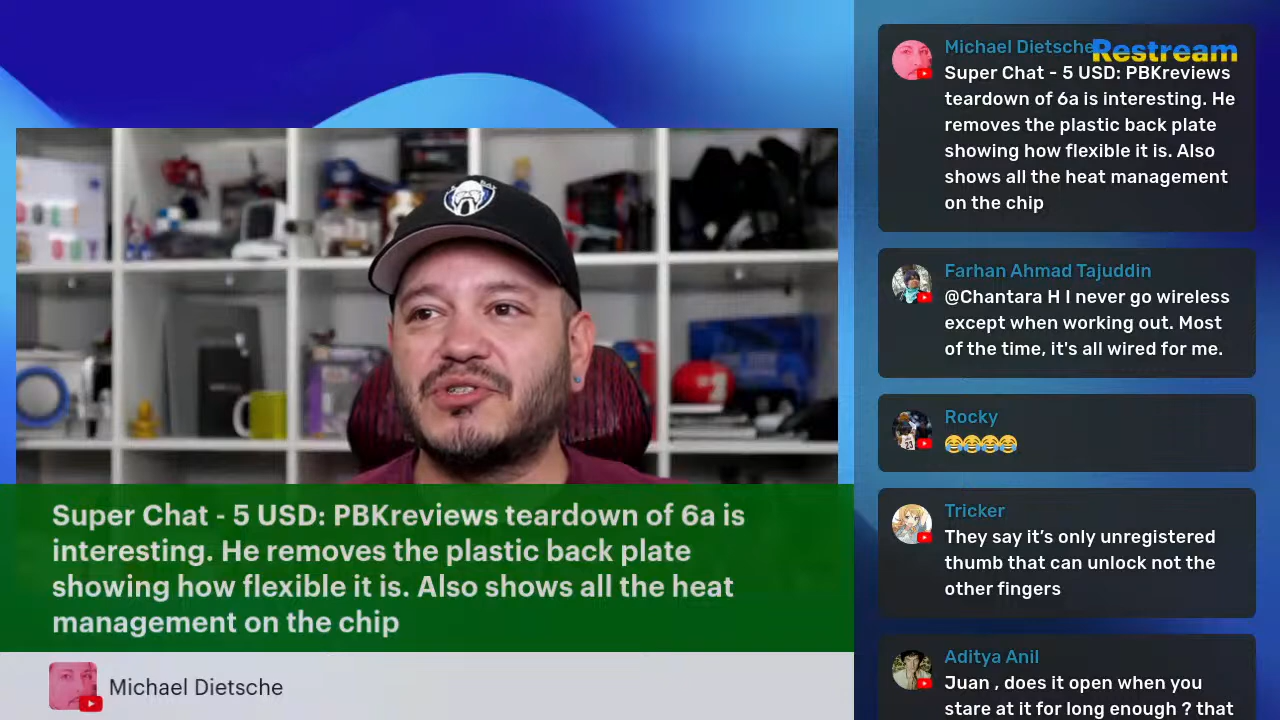 Michael Dietsche
Restream
Super Chat - 5 USD: PBKreviews
teardown of 6a is interesting. He
removes the plastic back plate
showing how flexible it is. Also
shows all the heat management
on the chip
Farhan Ahmad Tajuddin
@Chantara H I never go wireless
except when working out. Most
of the time, it's all wired for me.
Rocky
😂😂😂😂
Tricker
They say it’s only unregistered
thumb that can unlock not the
other fingers
Aditya Anil
Juan , does it open when you
stare at it for long enough ? that
Super Chat - 5 USD: PBKreviews teardown of 6a is
interesting. He removes the plastic back plate
showing how flexible it is. Also shows all the heat
management on the chip
Michael Dietsche